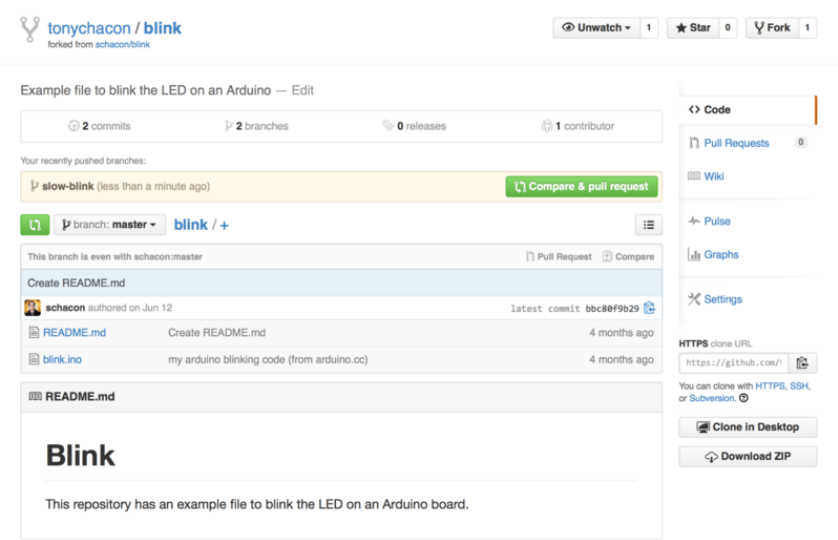 tonychacon / blink
forked from schacon/blink
Unwatch 1 Star 0 Fork 1
Example file to blink the LED on an Arduino — Edit
2 commits 2 branches 0 releases 1 contributor
Your recently pushed branches:
slow-blink (less than a minute ago) Compare & pull request
branch: master blink / +
This branch is even with schacon:master Pull Request Compare
Create README.md
schacon authored on Jun 12 latest commit bbc80f9b29
README.md Create README.md 4 months ago
blink.ino my arduino blinking code (from arduino.cc) 4 months ago
README.md
Blink
This repository has an example file to blink the LED on an Arduino board.
Code
Pull Requests 0
Wiki
Pulse
Graphs
Settings
HTTPS clone URL
https://github.com/
You can clone with HTTPS, SSH,
or Subversion.
Clone in Desktop
Download ZIP